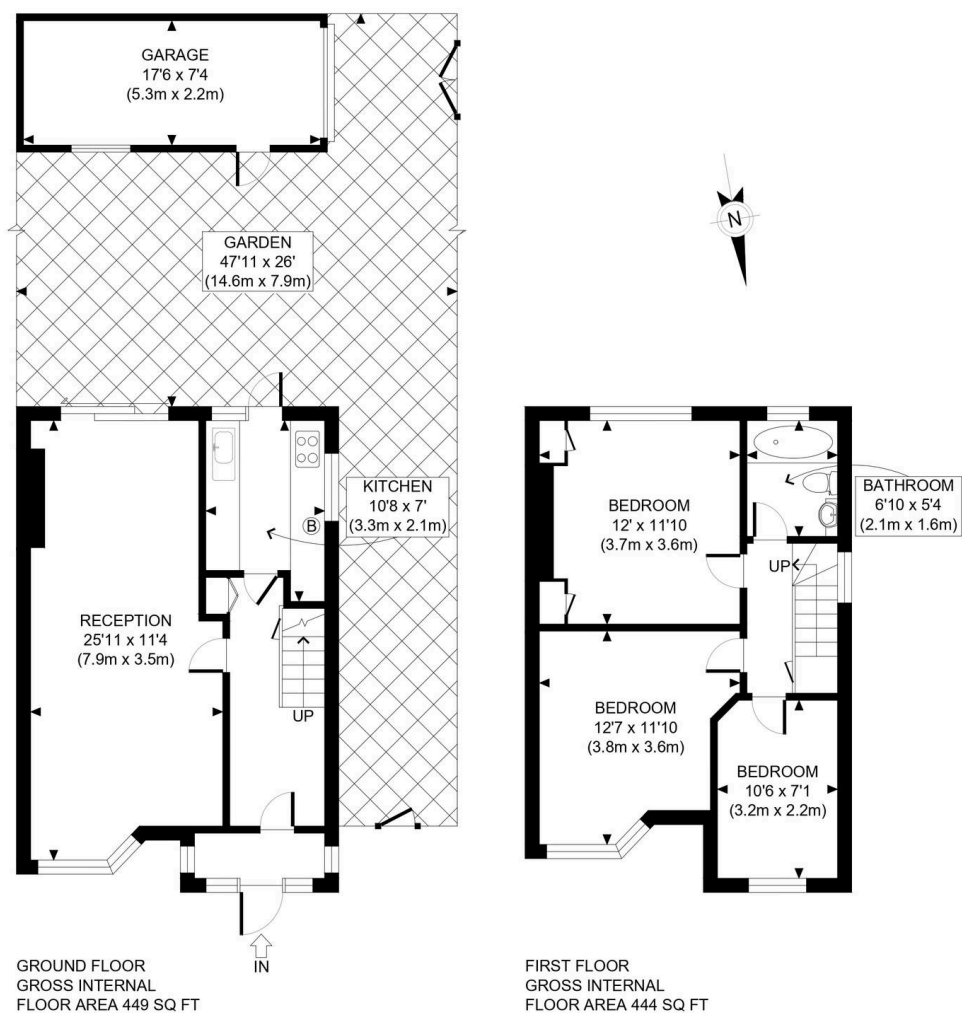 GARAGE
17'6 x 7'4
(5.3m x 2.2m)
N
GARDEN
47'11 x 26'
(14.6m x 7.9m)
KITCHEN
10'8 x 7'
(3.3m x 2.1m)
B
RECEPTION
25'11 x 11'4
(7.9m x 3.5m)
UP
IN
GROUND FLOOR
GROSS INTERNAL
FLOOR AREA 449 SQ FT
BEDROOM
12' x 11'10
(3.7m x 3.6m)
BATHROOM
6'10 x 5'4
(2.1m x 1.6m)
UP
BEDROOM
12'7 x 11'10
(3.8m x 3.6m)
BEDROOM
10'6 x 7'1
(3.2m x 2.2m)
FIRST FLOOR
GROSS INTERNAL
FLOOR AREA 444 SQ FT